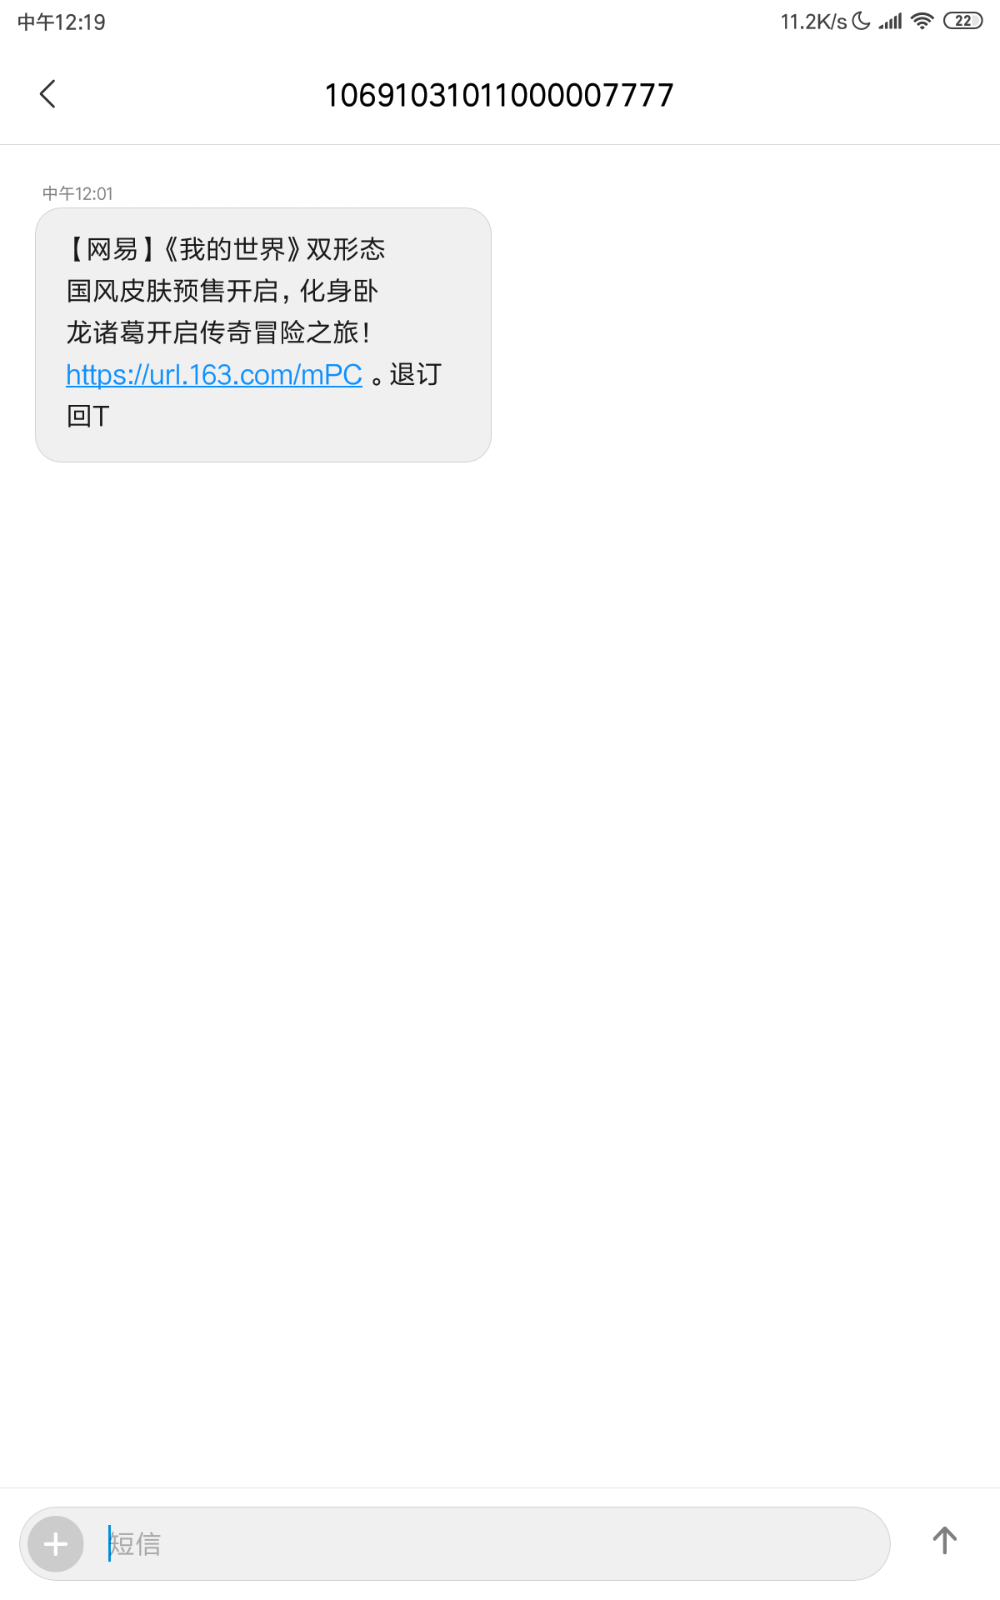 中午12:19
11.2K/s
22
10691031011000007777
中午12:01
【网易】《我的世界》双形态
国风皮肤预售开启，化身卧
龙诸葛开启传奇冒险之旅！
https://url.163.com/mPC 。退订
回T
短信